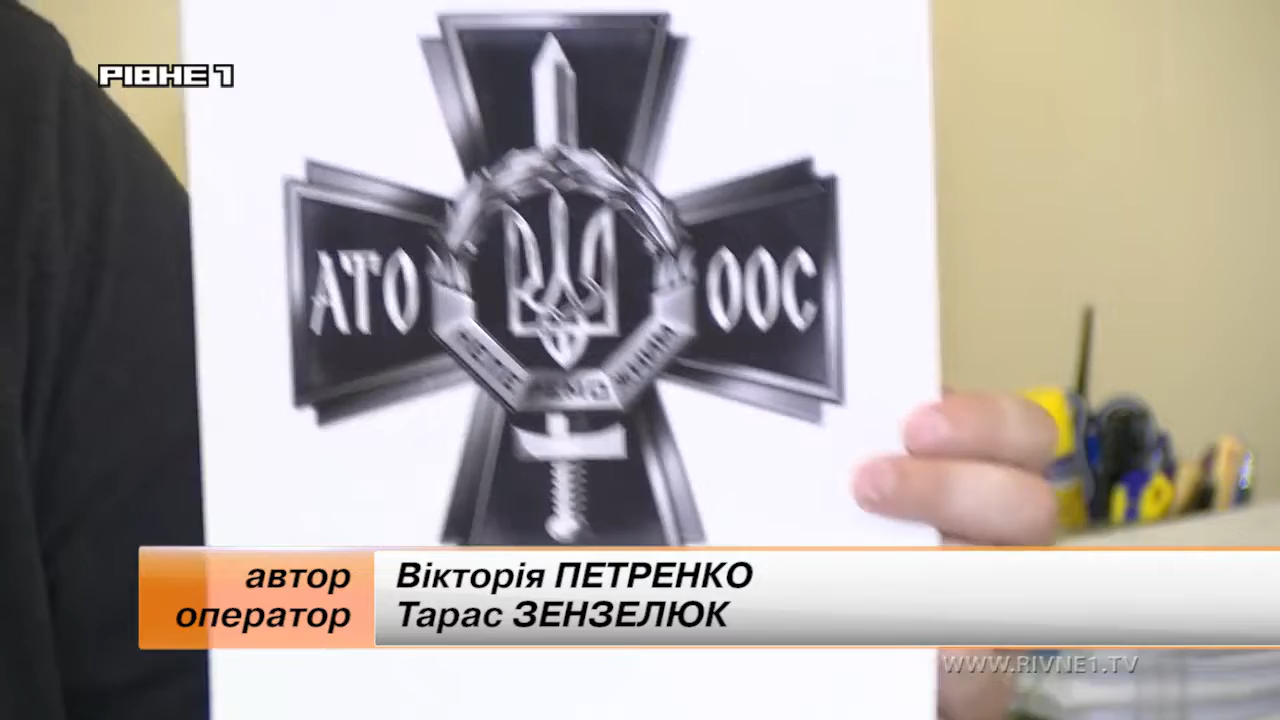 РІВНЕ 1
АТО
ООС
автор Вікторія ПЕТРЕНКО
оператор Тарас ЗЕНЗЕЛЮК
WWW.RIVNE1.TV